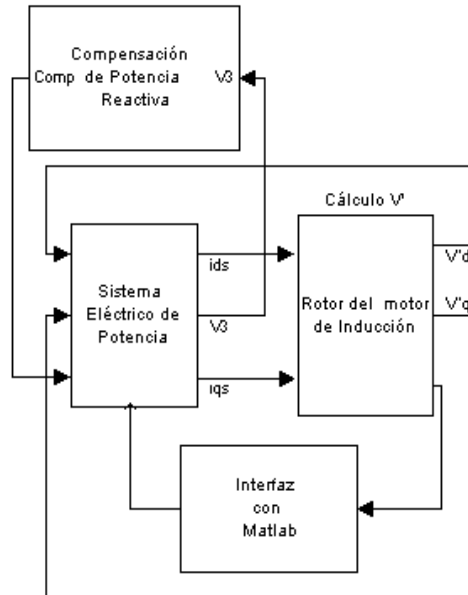 Compensación
Comp de Potencia V3
Reactiva
Cálculo V'
ids
V'd
Sistema
Eléctrico de
Potencia
Rotor del motor
de Inducción
V'q
V3
iqs
Interfaz
con
Matlab